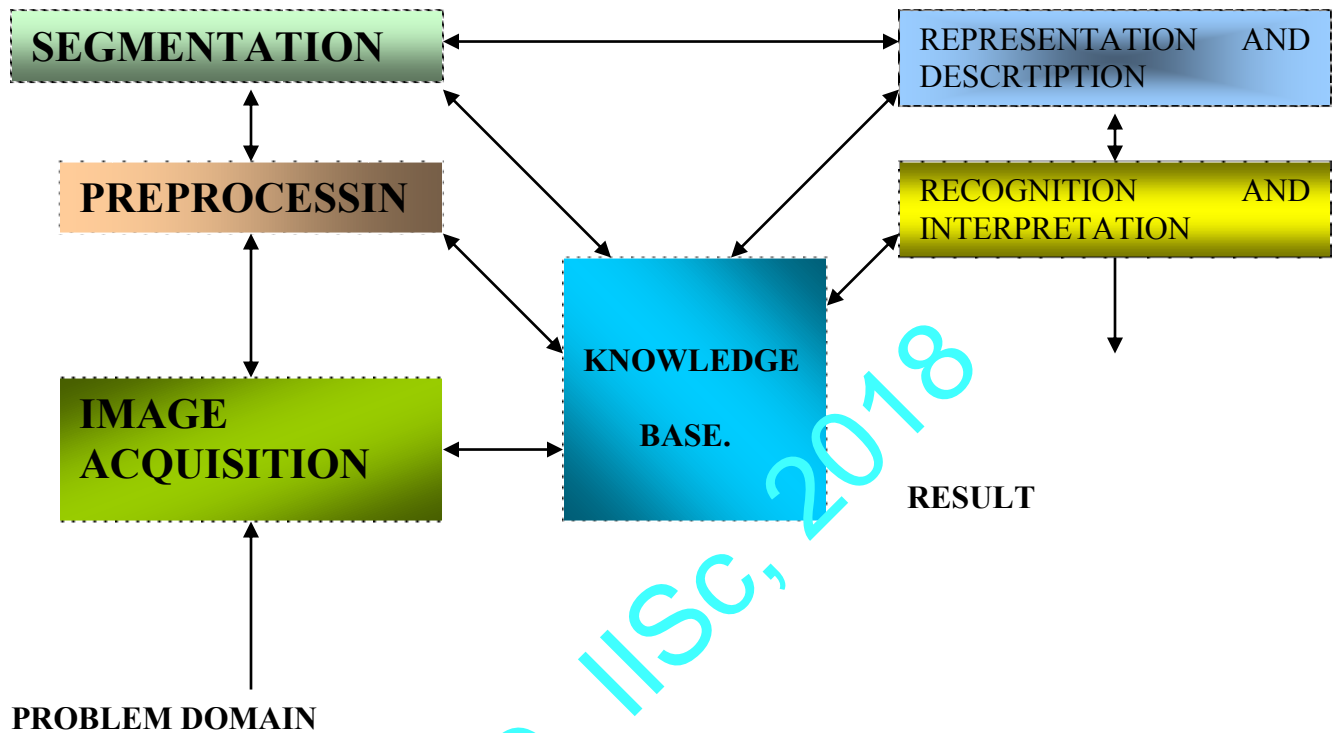 SEGMENTATION
REPRESENTATION AND
DESCRTIPTION
PREPROCESSIN
RECOGNITION AND
INTERPRETATION
KNOWLEDGE
BASE.
IMAGE
ACQUISITION
RESULT
IISc, 2018
PROBLEM DOMAIN